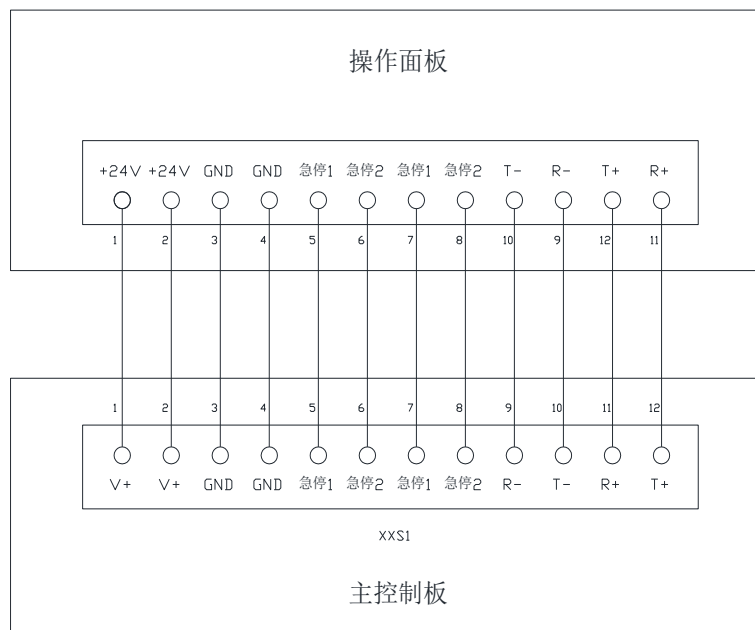 操作面板
+24V +24V GND GND 急停1 急停2 急停1 急停2 T- R- T+ R+
1 2 3 4 5 6 7 8 10 9 12 11
1 2 3 4 5 6 7 8 9 10 11 12
V+ V+ GND GND 急停1 急停2 急停1 急停2 R- T- R+ T+
XXS1
主控制板